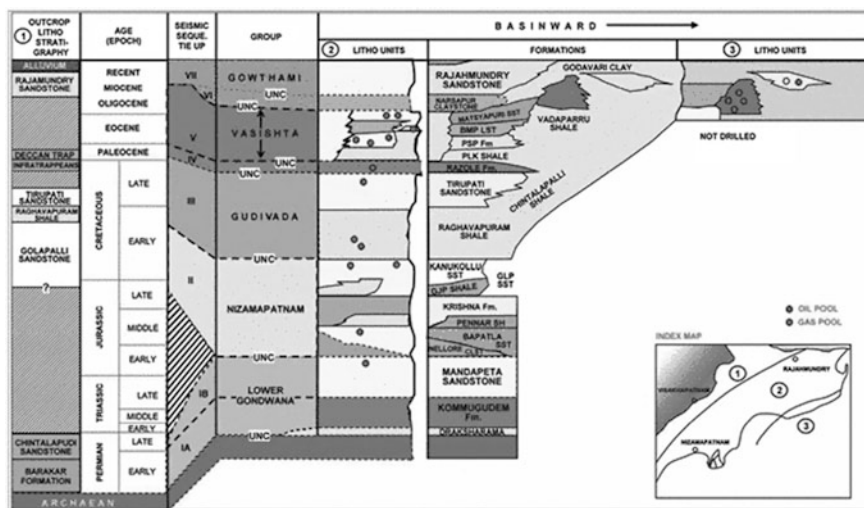 BASINWARD
1
OUTCROP
LITHO
STRATI-
GRAPHY
AGE
(EPOCH)
SEISMIC
SEQUE.
TIE UP
GROUP
2 LITHO UNITS
FORMATIONS
3 LITHO UNITS
ALLUVIUM
RAJAMUNDRY
SANDSTONE
DECCAN TRAP
INFRATRAPPEANS
TIRUPATI
SANDSTONE
RAGHAVAPURAM
SHALE
GOLAPALLI
SANDSTONE
?
CHINTALAPUDI
SANDSTONE
BARAKAR
FORMATION
ARCHAEAN
RECENT
MIOCENE
OLIGOCENE
EOCENE
PALEOCENE
CRETACEOUS
LATE
EARLY
JURASSIC
LATE
MIDDLE
EARLY
TRIASSIC
LATE
MIDDLE
EARLY
PERMIAN
LATE
EARLY
VII
VI
V
IV
III
II
IB
IA
GOWTHAMI
UNC
UNC
VASISHTA
UNC
GUDIVADA
UNC
NIZAMAPATNAM
UNC
LOWER
GONDWANA
UNC
RAJAHMUNDRY
SANDSTONE
GODAVARI CLAY
NARSAPUR
CLAYSTONE
MATSYAPURI SST
VADAPARRU
SHALE
BMP LST
PSP Fm
PLK SHALE
RAZOLE Fm.
TIRUPATI
SANDSTONE
CHINTALAPALLI
SHALE
RAGHAVAPURAM
SHALE
KANUKOLLU
SST
GLP
SST
DJP SHALE
KRISHNA Fm.
PENNAR SH
BAPATLA
SST
NELLORE CLST
MANDAPETA
SANDSTONE
KOMMUGUDEM
Fm.
DRAKSHARAMA
NOT DRILLED
OIL POOL
GAS POOL
INDEX MAP
RAJAHMUNDRY
1
2
3
NIZAMAPATNAM